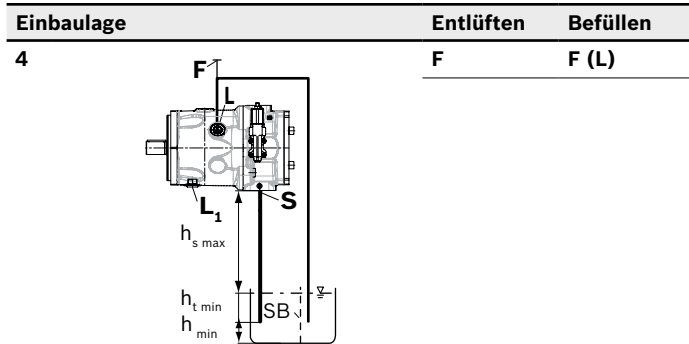 Einbaulage Entlüften Befüllen
4 F F (L)
F
L
L1
S
hs max
ht min
SB
h min